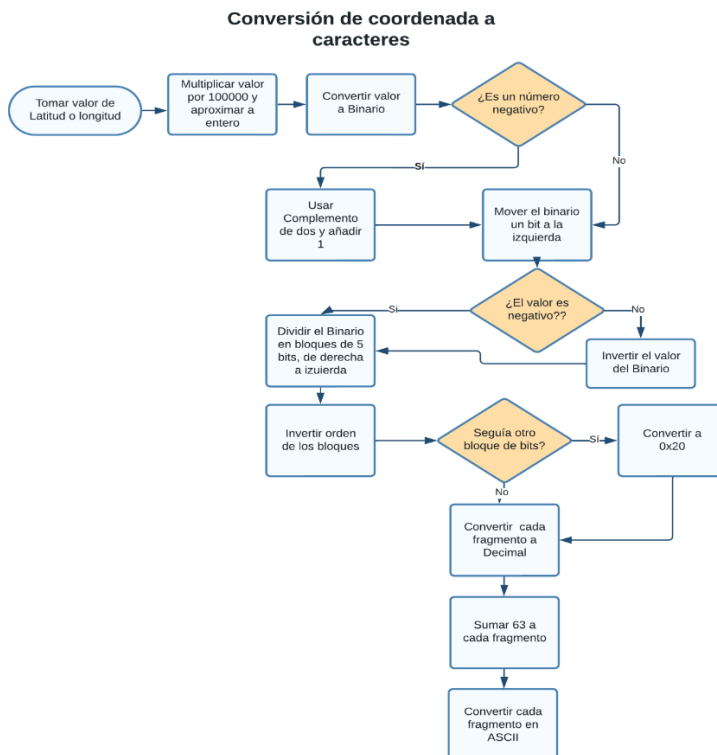 Conversión de coordenada a
caracteres
Tomar valor de
Latitud o longitud
Multiplicar valor
por 100000 y
aproximar a
entero
Convertir valor
a Binario
¿Es un número
negativo?
Sí
No
Usar
Complemento
de dos y añadir
1
Mover el binario
un bit a la
izquierda
¿El valor es
negativo??
Si
No
Dividir el Binario
en bloques de 5
bits, de derecha
a izuierda
Invertir el valor
del Binario
Invertir orden
de los bloques
Seguía otro
bloque de bits?
Sí
No
Convertir a
0x20
Convertir cada
fragmento a
Decimal
Sumar 63 a
cada fragmento
Convertir cada
fragmento en
ASCII